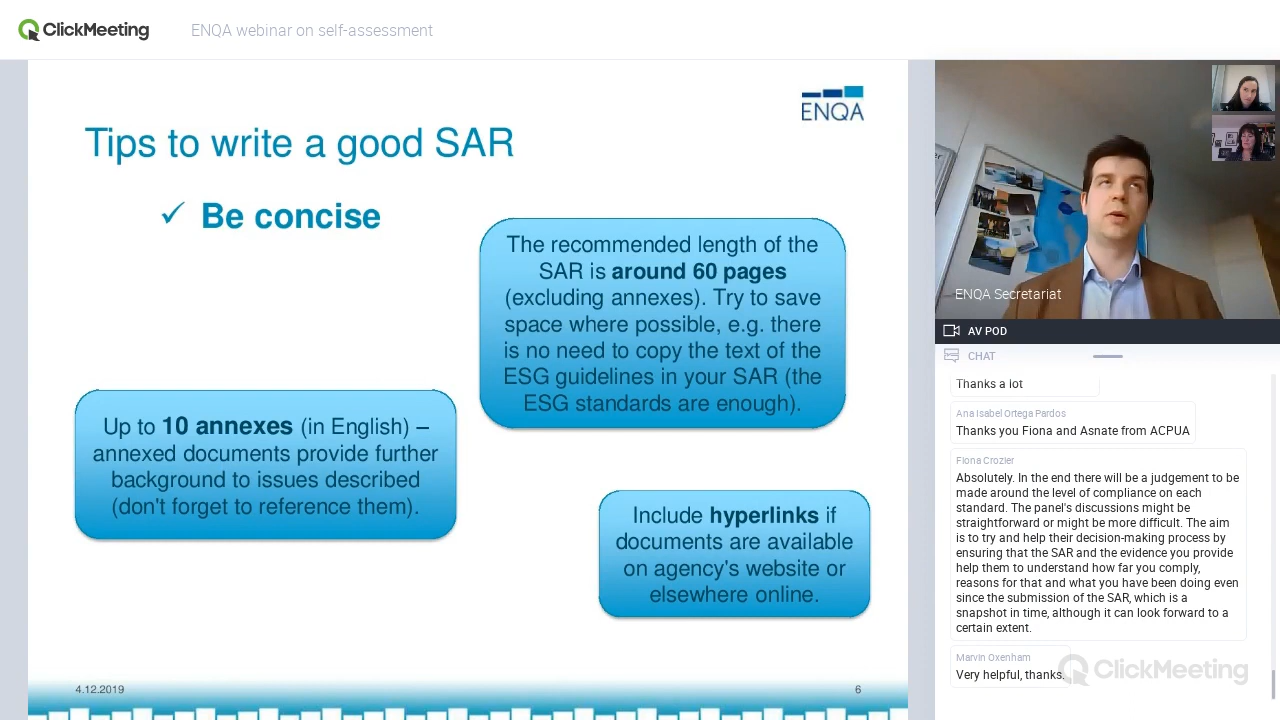 ClickMeeting
ENQA webinar on self-assessment
ENQA
Tips to write a good SAR
✓ Be concise
The recommended length of the
SAR is around 60 pages
(excluding annexes). Try to save
space where possible, e.g. there
is no need to copy the text of the
ESG guidelines in your SAR (the
ESG standards are enough).
Up to 10 annexes (in English) –
annexed documents provide further
background to issues described
(don't forget to reference them).
Include hyperlinks if
documents are available
on agency's website or
elsewhere online.
4.12.2019
6
ENQA Secretariat
AV POD
CHAT
Thanks a lot
Ana Isabel Ortega Pardos
Thanks you Fiona and Asnate from ACPUA
Fiona Crozier
Absolutely. In the end there will be a judgement to be
made around the level of compliance on each
standard. The panel's discussions might be
straightforward or might be more difficult. The aim
is to try and help their decision-making process by
ensuring that the SAR and the evidence you provide
help them to understand how far you comply,
reasons for that and what you have been doing even
since the submission of the SAR, which is a
snapshot in time, although it can look forward to a
certain extent.
Marvin Oxenham
Very helpful, thanks.
ClickMeeting